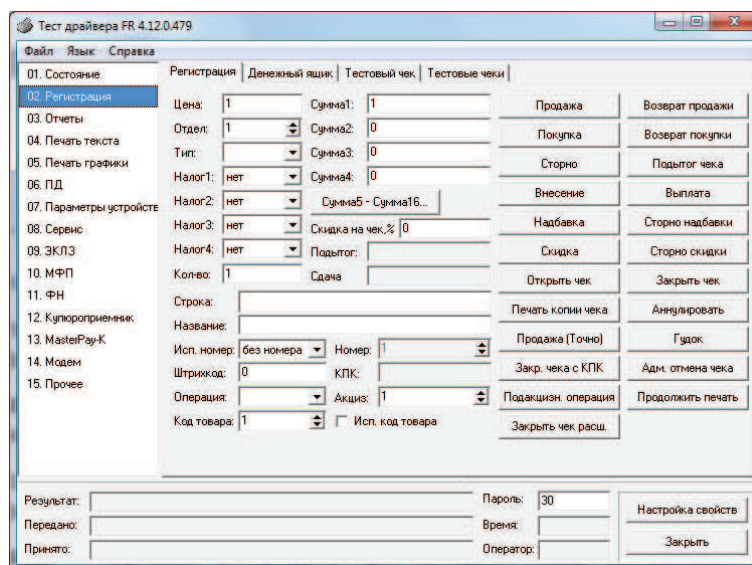 Тест драйвера FR 4.12.0.479
Файл Язык Справка
01. Состояние
02. Регистрация
03. Отчеты
04. Печать текста
05. Печать графики
06. ПД
07. Параметры устройств
08. Сервис
09. ЭКЛЗ
10. МФП
11. ФН
12. Купюроприемник
13. MasterPay-К
14. Модем
15. Прочее
Регистрация Денежный ящик Тестовый чек Тестовые чеки
Цена: 1 Сумма1: 1
Отдел: 1 Сумма2: 0
Тип: Сумма3: 0
Налог1: нет Сумма4: 0
Налог2: нет Сумма5 - Сумма16...
Налог3: нет Скидка на чек,% 0
Налог4: нет Подытог:
Кол-во: 1 Сдача
Строка:
Название:
Исп. номер: без номера Номер: 1
Штрихкод: 0 КПК:
Операция: Акциз: 1
Код товара: 1 Исп. код товара
Продажа Возврат продажи
Покупка Возврат покупки
Сторно Подытог чека
Внесение Выплата
Надбавка Сторно надбавки
Скидка Сторно скидки
Открыть чек Закрыть чек
Печать копии чека Аннулировать
Продажа (Точно) Гудок
Закр. чека с КПК Адм. отмена чека
Подакцизн. операция Продолжить печать
Закрыть чек расш.
Результат: Пароль: 30
Передано: Время:
Принято: Оператор:
Настройка свойств
Закрыть